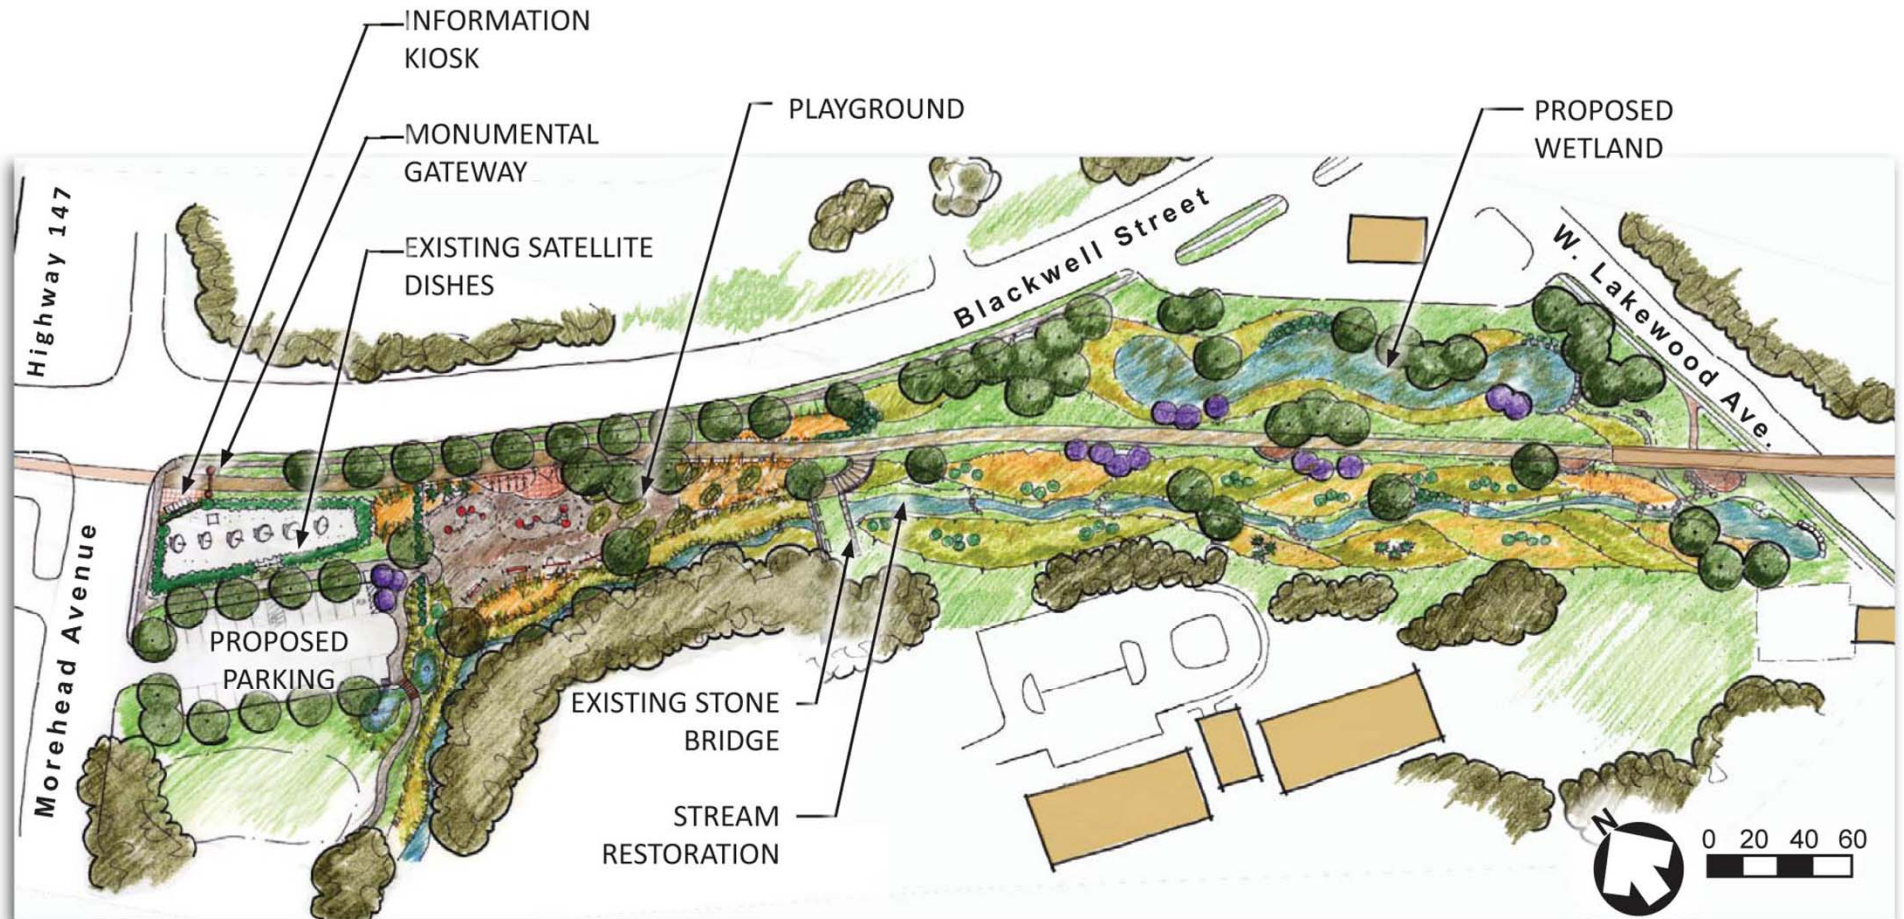 INFORMATION
KIOSK
MONUMENTAL
GATEWAY
EXISTING SATELLITE
DISHES
PLAYGROUND
PROPOSED
WETLAND
Highway 147
Blackwell Street
W. Lakewood Ave.
Morehead Avenue
PROPOSED
PARKING
EXISTING STONE
BRIDGE
STREAM
RESTORATION
N
0 20 40 60